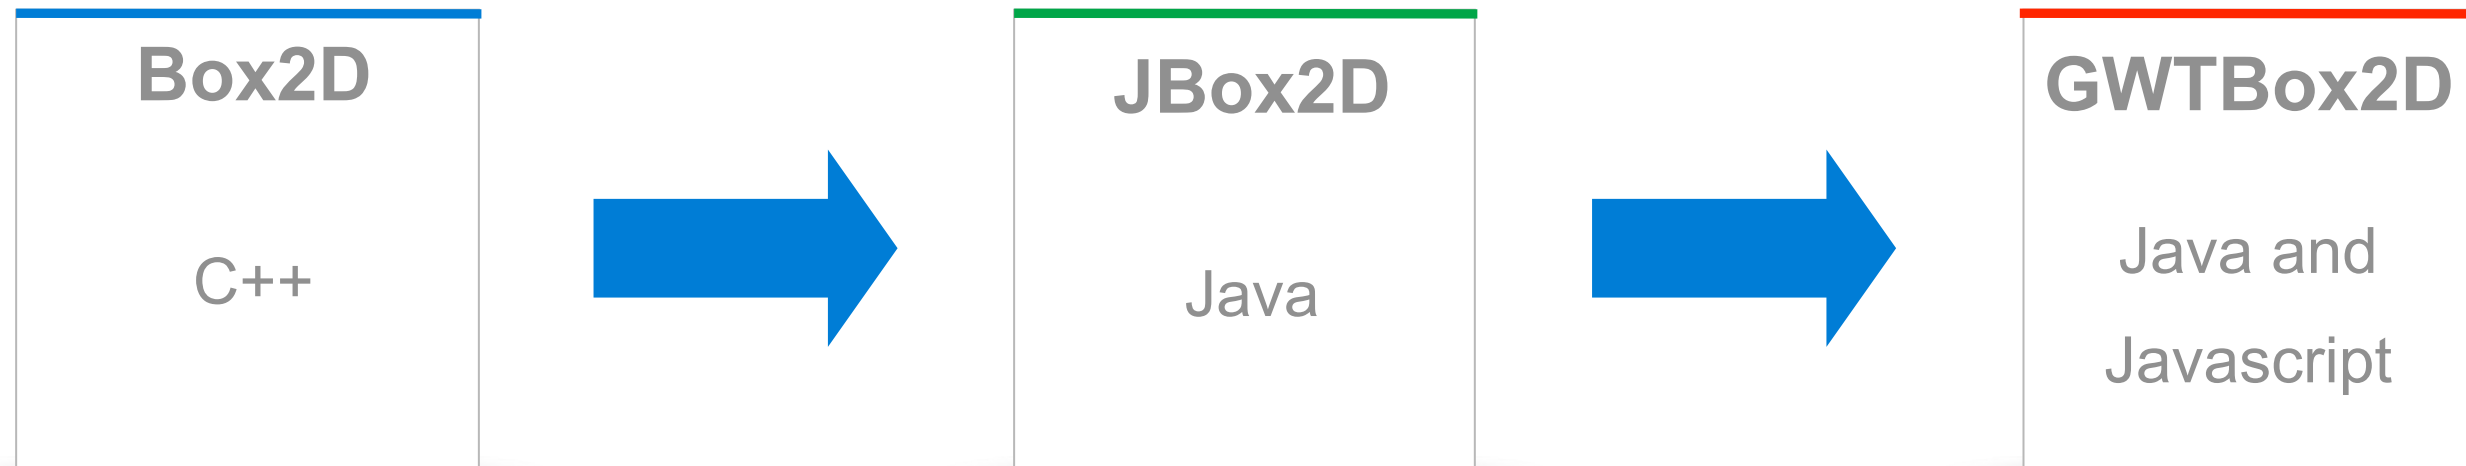 Box2D
C++
JBox2D
Java
GWTBox2D
Java and
Javascript